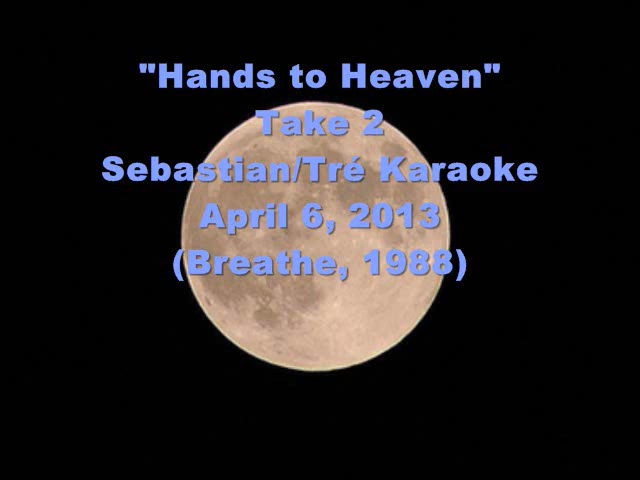 "Hands to Heaven"
Take 2
Sebastian/Tré Karaoke
April 6, 2013
(Breathe, 1988)